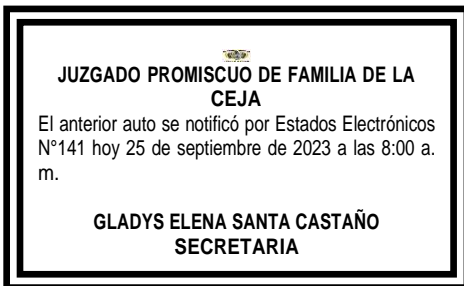 JUZGADO PROMISCUO DE FAMILIA DE LA
CEJA
El anterior auto se notificó por Estados Electrónicos
N°141 hoy 25 de septiembre de 2023 a las 8:00 a.
m.
GLADYS ELENA SANTA CASTAÑO
SECRETARIA